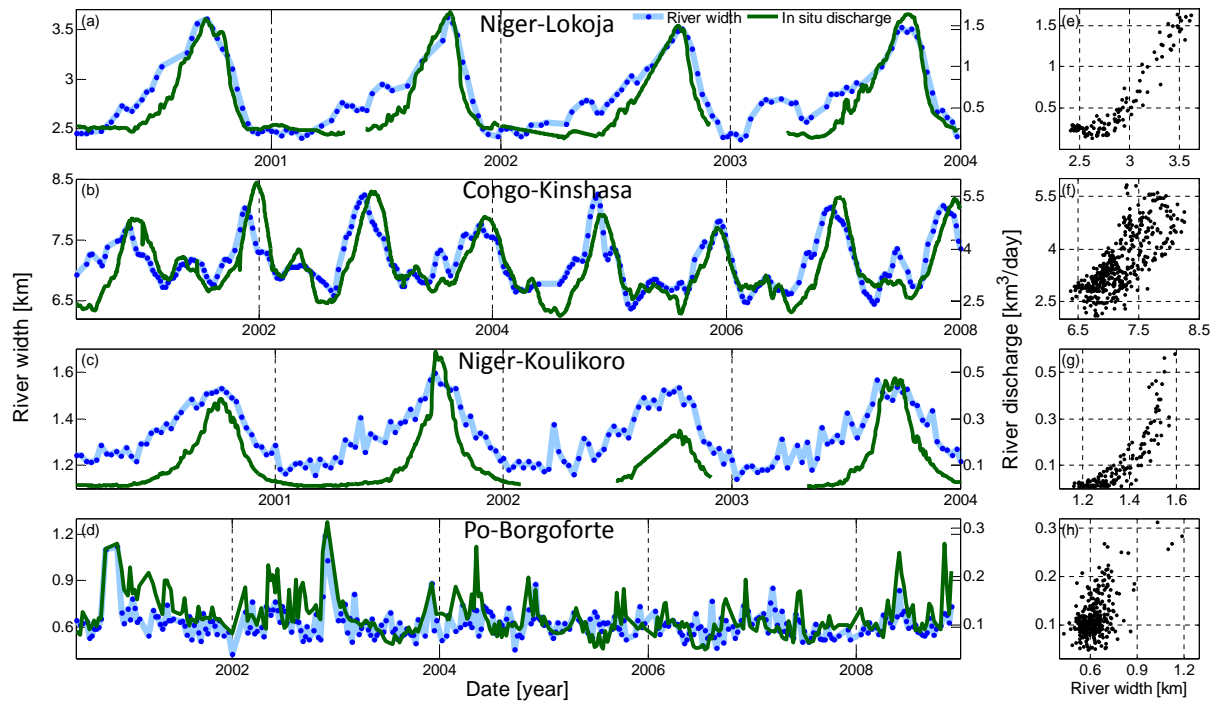 (a) Niger-Lokoja River width In situ discharge
3.5
3
2.5
1.5
1
0.5
2001 2002 2003 2004
(e)
1.5
1
0.5
2.4 3 3.3 3.6
(b) Congo-Kinshasa
8.5
7.5
6.5
5.5
4
2.5
2002 2004 2006 2008
(f)
5.5
4
2.5
6.5 7.5 8.5
River width [km]
River discharge [km³/day]
(c) Niger-Koulikoro
1.6
1.4
1.2
0.5
0.3
0.1
2001 2002 2003 2004
(g)
0.5
0.3
0.1
1.2 1.4 1.6
(d) Po-Borgoforte
1.2
0.9
0.6
0.3
0.2
0.1
2002 2004 2006 2008
Date [year]
(h)
0.3
0.2
0.1
0.6 0.9 1.2
River width [km]